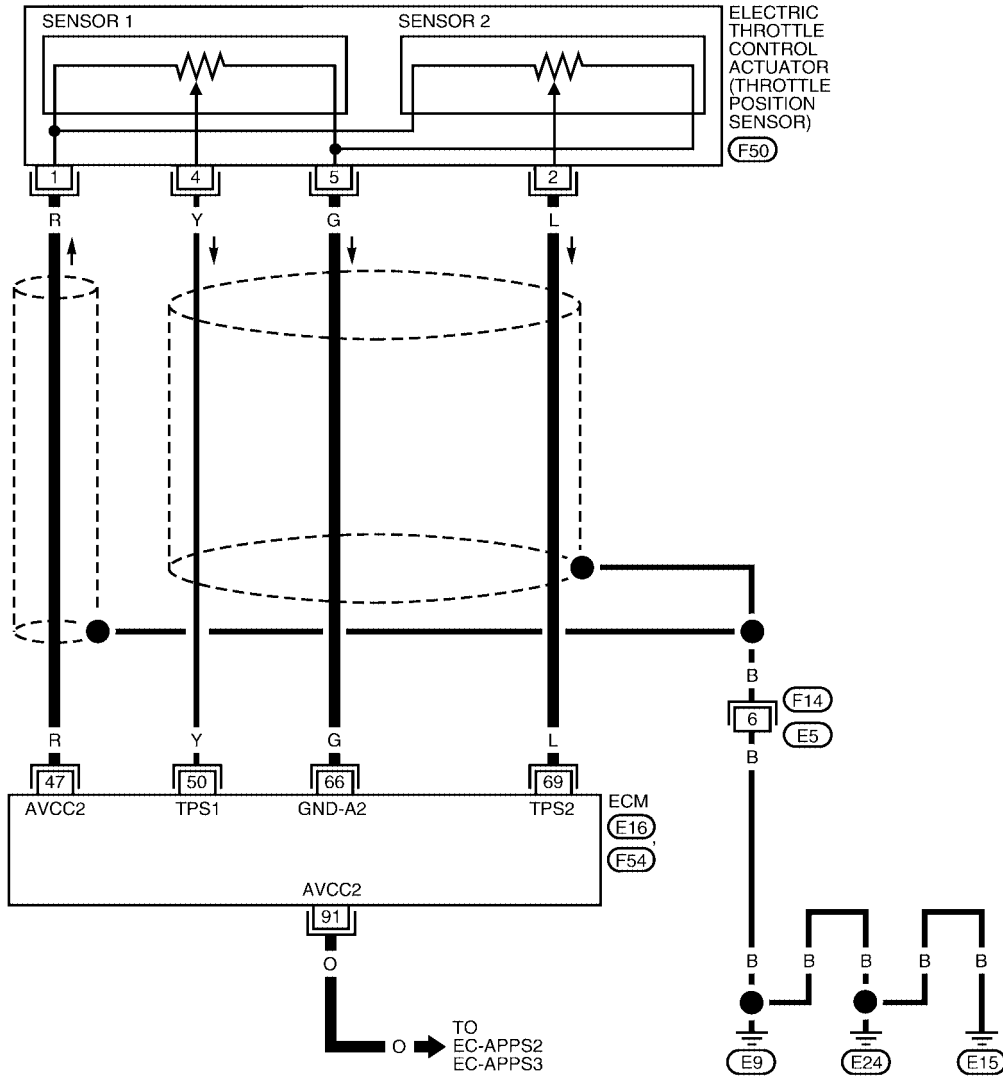 SENSOR 1
SENSOR 2
ELECTRIC
THROTTLE
CONTROL
ACTUATOR
(THROTTLE
POSITION
SENSOR)
F50
1
4
5
2
R
Y
G
L
B
F14
6
E5
B
R
Y
G
L
47
50
66
69
AVCC2
TPS1
GND-A2
TPS2
ECM
E16
,
F54
AVCC2
91
O
O
TO
EC-APPS2
EC-APPS3
B
B
B
B
B
E9
E24
E15